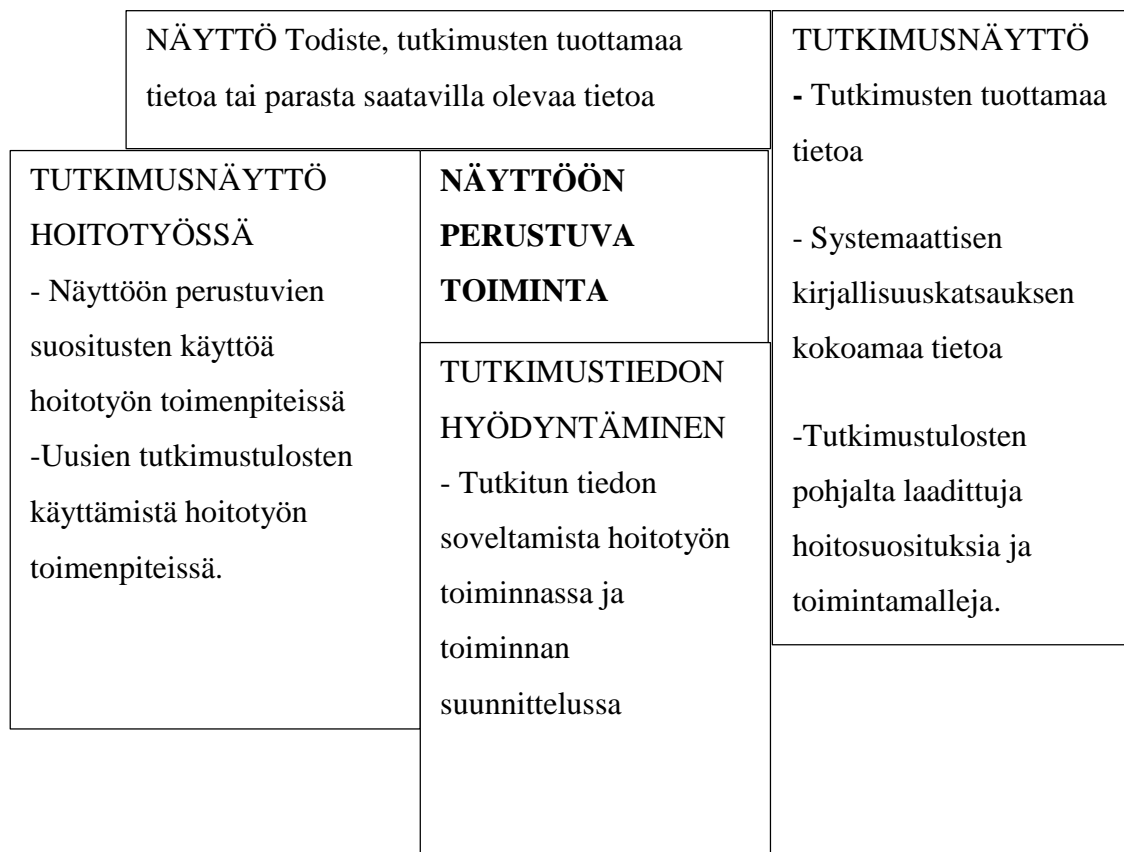 NÄYTTÖ Todiste, tutkimusten tuottamaa
tietoa tai parasta saatavilla olevaa tietoa
TUTKIMUSNÄYTTÖ
- Tutkimusten tuottamaa
tietoa
- Systemaattisen
kirjallisuuskatsauksen
kokoamaa tietoa
-Tutkimustulosten
pohjalta laadittuja
hoitosuosituksia ja
toimintamalleja.
TUTKIMUSNÄYTTÖ
HOITOTYÖSSÄ
- Näyttöön perustuvien
suositusten käyttöä
hoitotyön toimenpiteissä
-Uusien tutkimustulosten
käyttämistä hoitotyön
toimenpiteissä.
NÄYTTÖÖN
PERUSTUVA
TOIMINTA
TUTKIMUSTIEDON
HYÖDYNTÄMINEN
- Tutkitun tiedon
soveltamista hoitotyön
toiminnassa ja
toiminnan
suunnittelussa